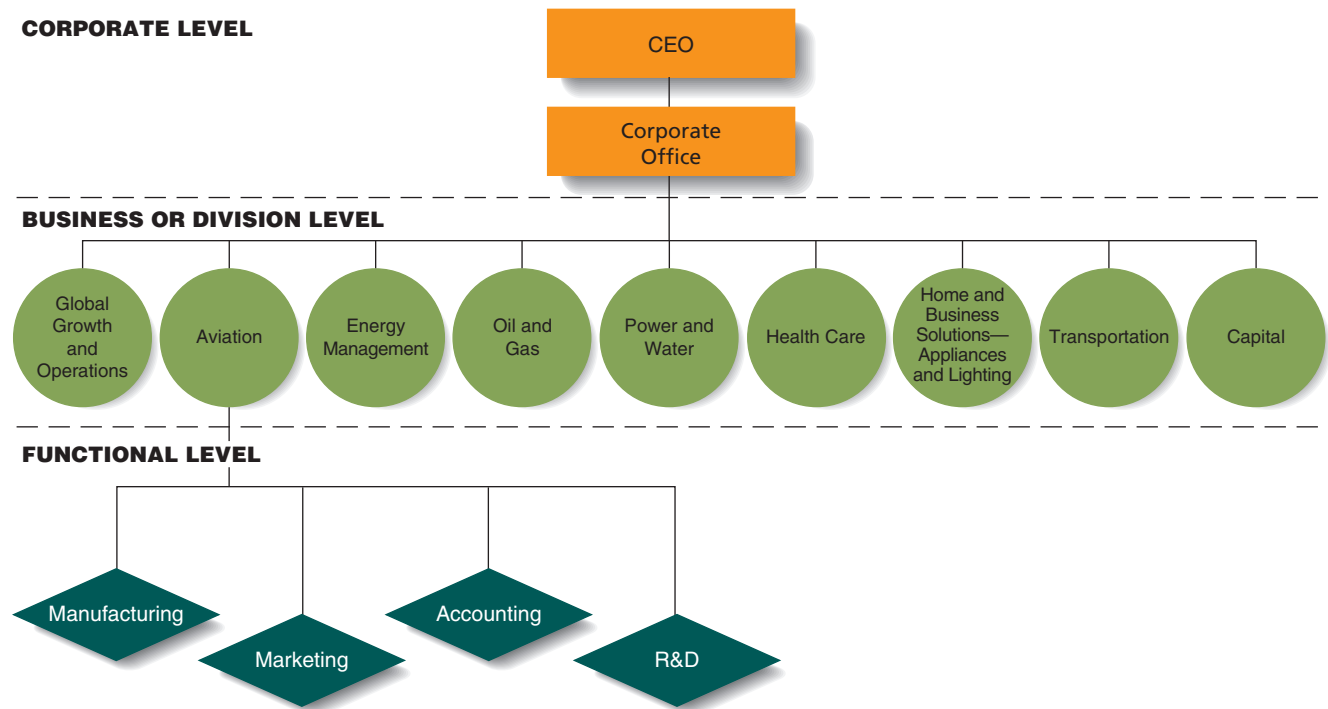 CORPORATE LEVEL
CEO
Corporate
Office
BUSINESS OR DIVISION LEVEL
Global
Growth
and
Operations
Aviation
Energy
Management
Oil and
Gas
Power and
Water
Health Care
Home and
Business
Solutions—
Appliances
and Lighting
Transportation
Capital
FUNCTIONAL LEVEL
Manufacturing
Marketing
Accounting
R&D